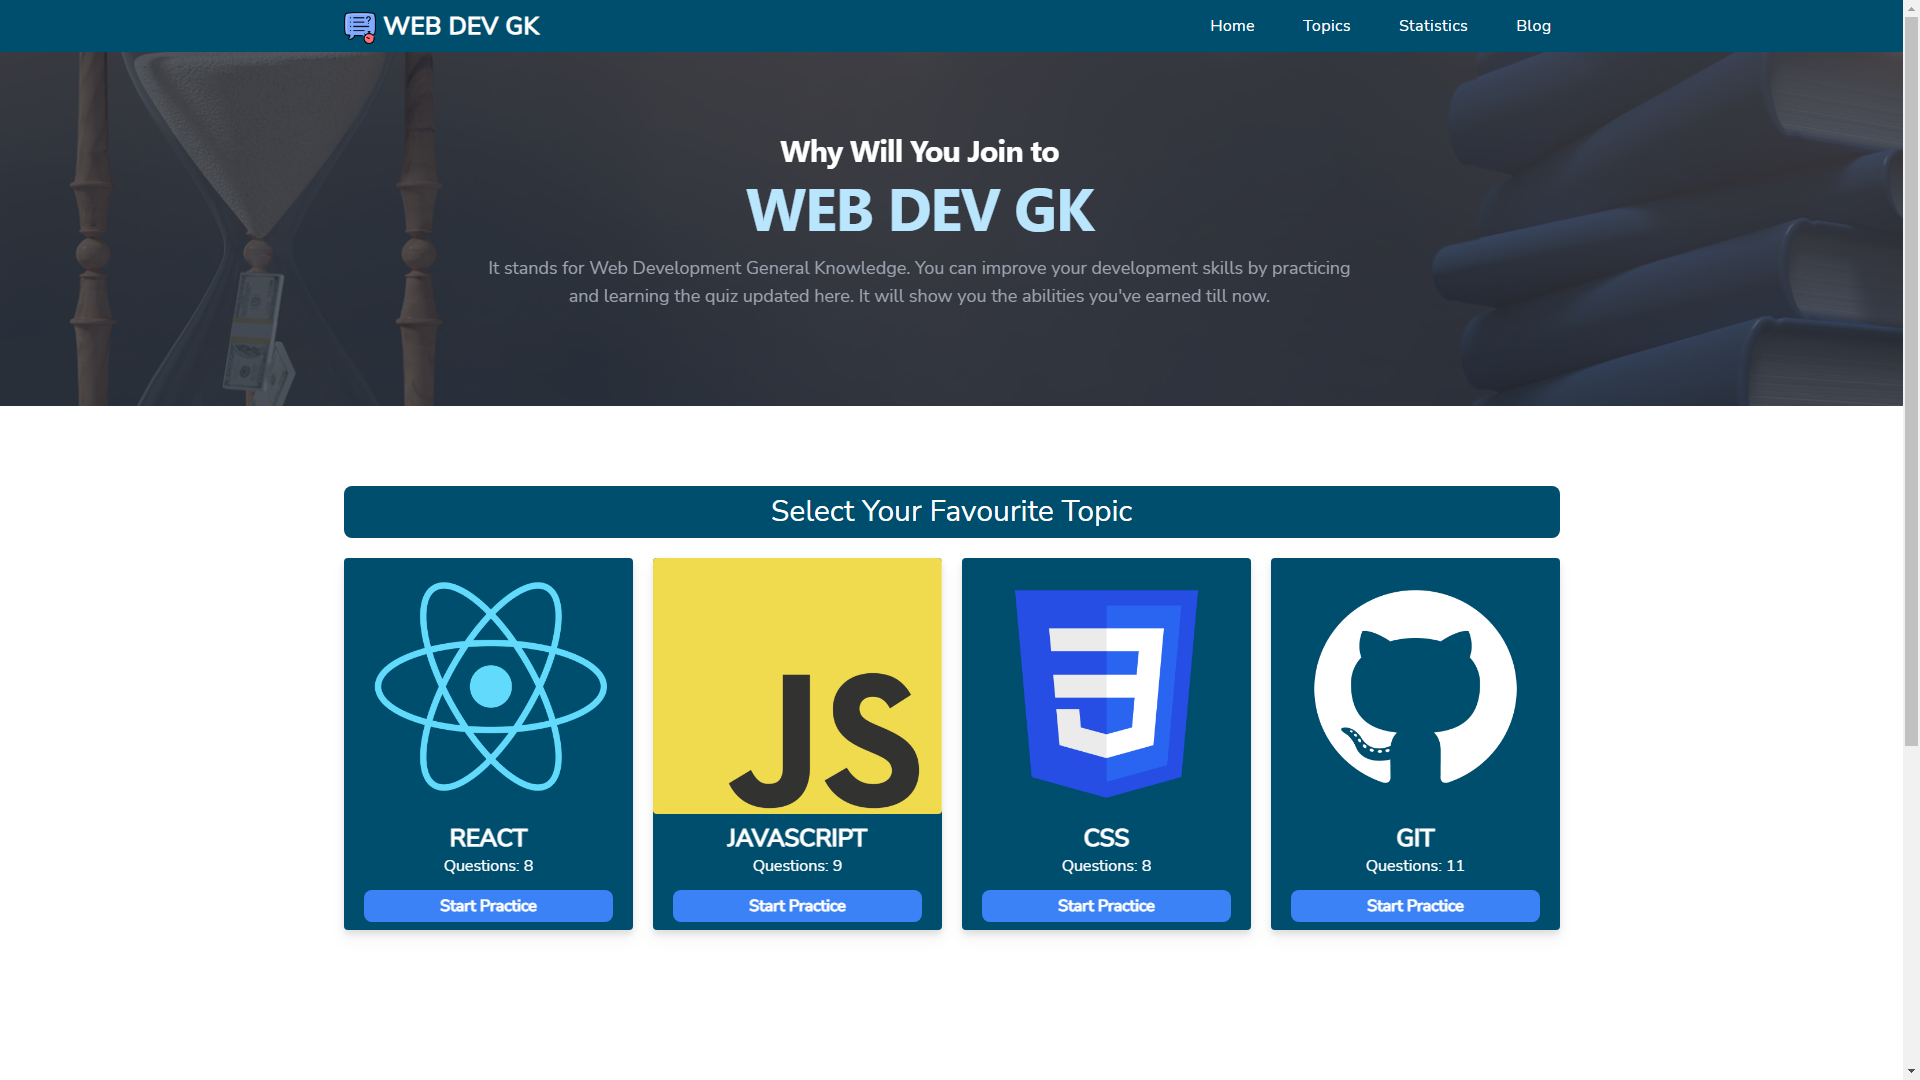 WEB DEV GK
Home
Topics
Statistics
Blog
Why Will You Join to
WEB DEV GK
It stands for Web Development General Knowledge. You can improve your development skills by practicing
and learning the quiz updated here. It will show you the abilities you've earned till now.
Select Your Favourite Topic
JS
REACT
Questions: 8
Start Practice
JAVASCRIPT
Questions: 9
Start Practice
CSS
Questions: 8
Start Practice
GIT
Questions: 11
Start Practice